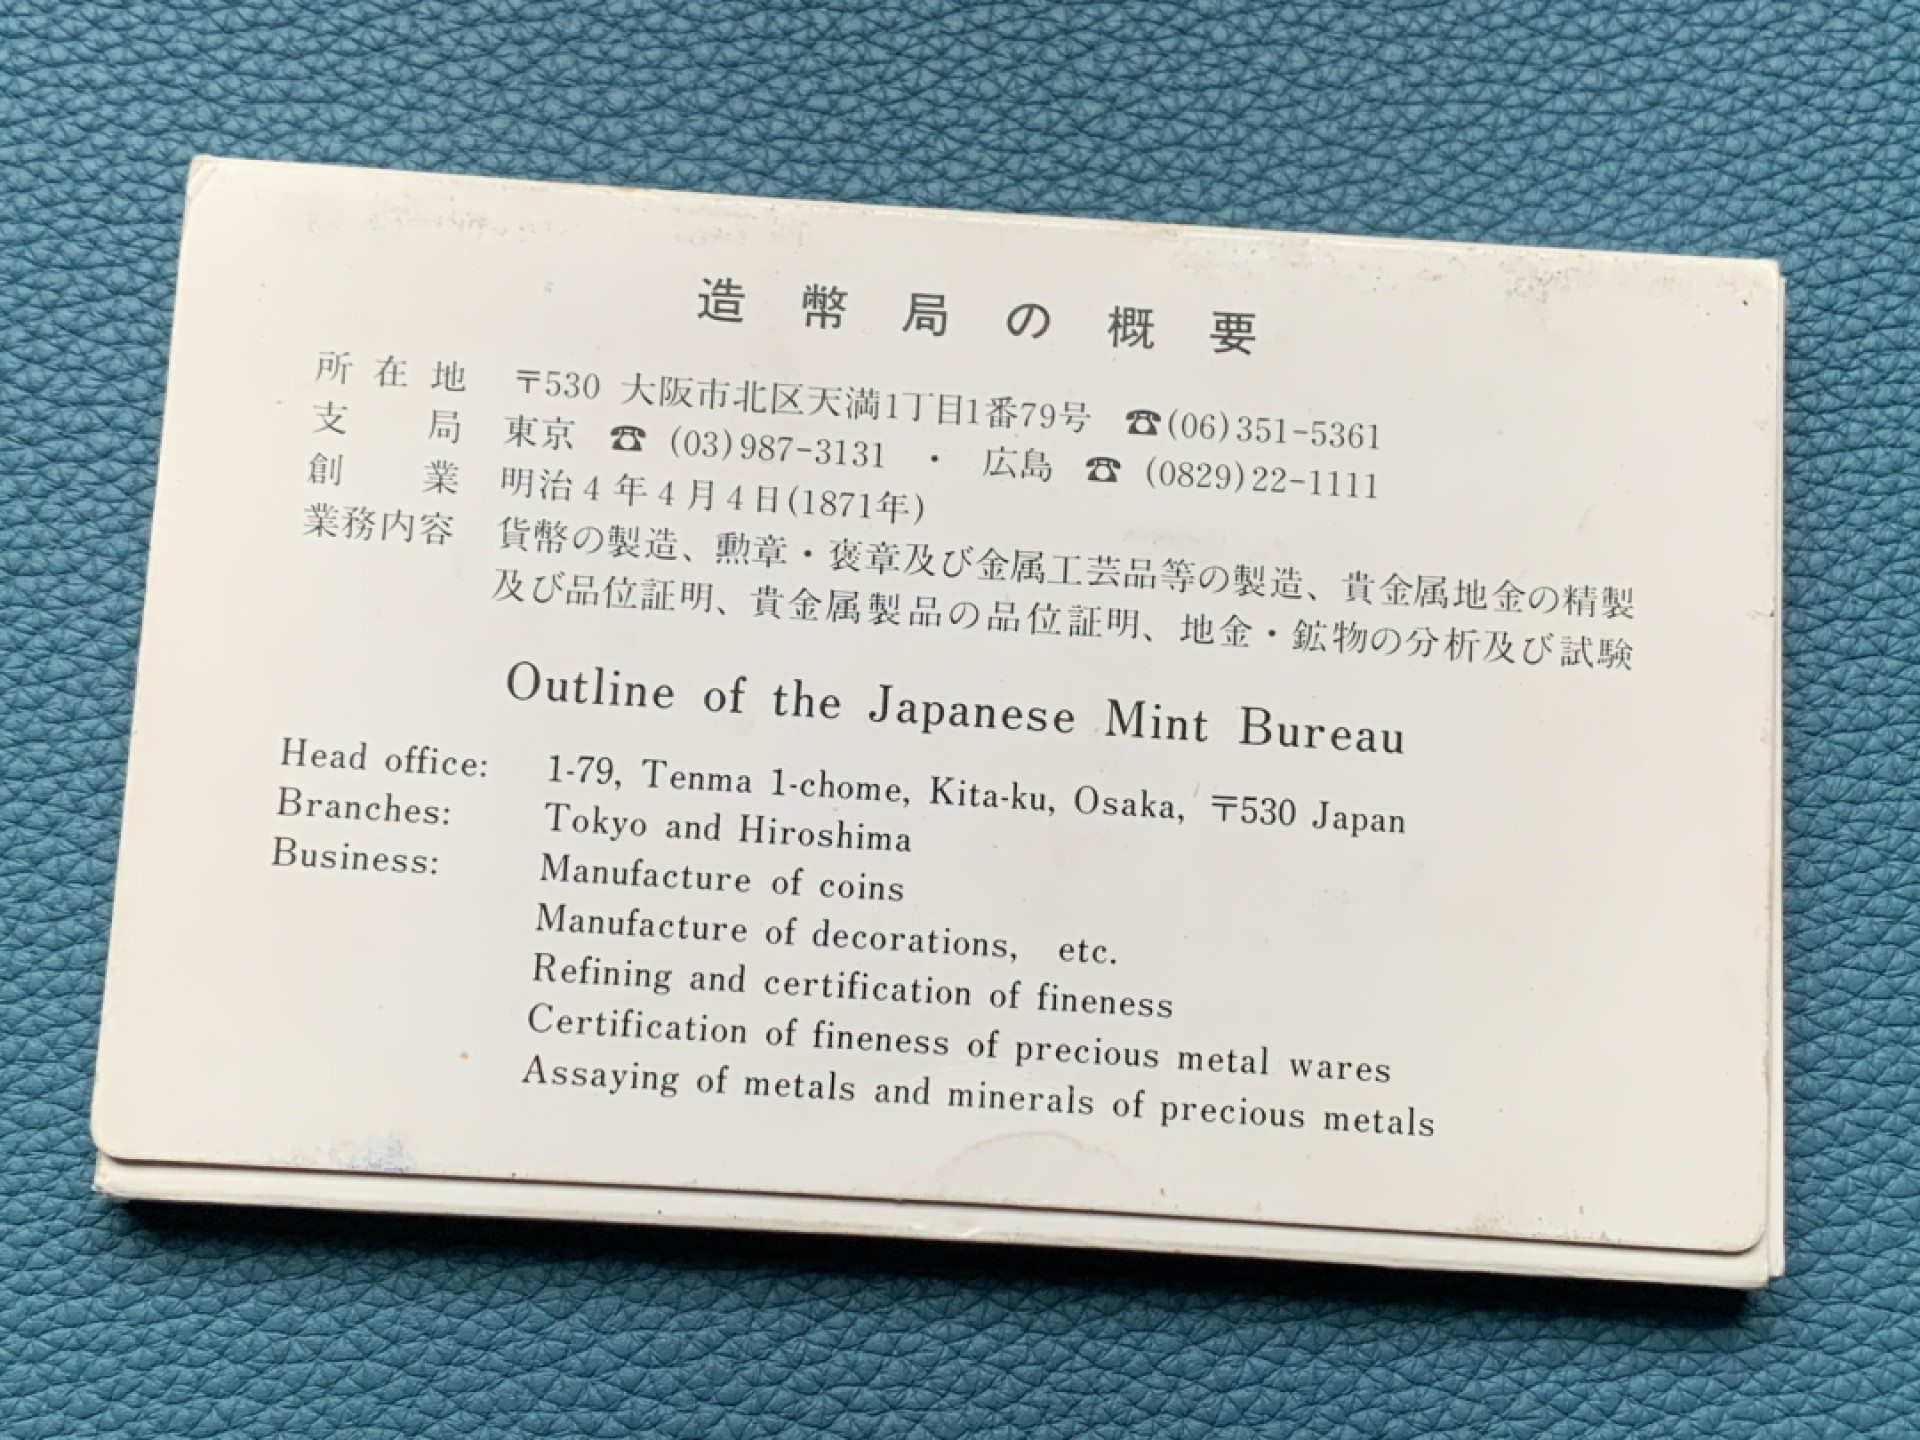 造幣局の概要
所在地 〒530 大阪市北区天満1丁目1番79号 ☎(06)351-5361
支局 東京 ☎ (03)987-3131 ・ 広島 ☎ (0829)22-1111
創業 明治4年4月4日(1871年)
業務内容 貨幣の製造、勲章・褒章及び金属工芸品等の製造、貴金属地金の精製
及び品位証明、貴金属製品の品位証明、地金・鉱物の分析及び試験
Outline of the Japanese Mint Bureau
Head office: 1-79, Tenma 1-chome, Kita-ku, Osaka, 〒530 Japan
Branches: Tokyo and Hiroshima
Business: Manufacture of coins
Manufacture of decorations, etc.
Refining and certification of fineness
Certification of fineness of precious metal wares
Assaying of metals and minerals of precious metals